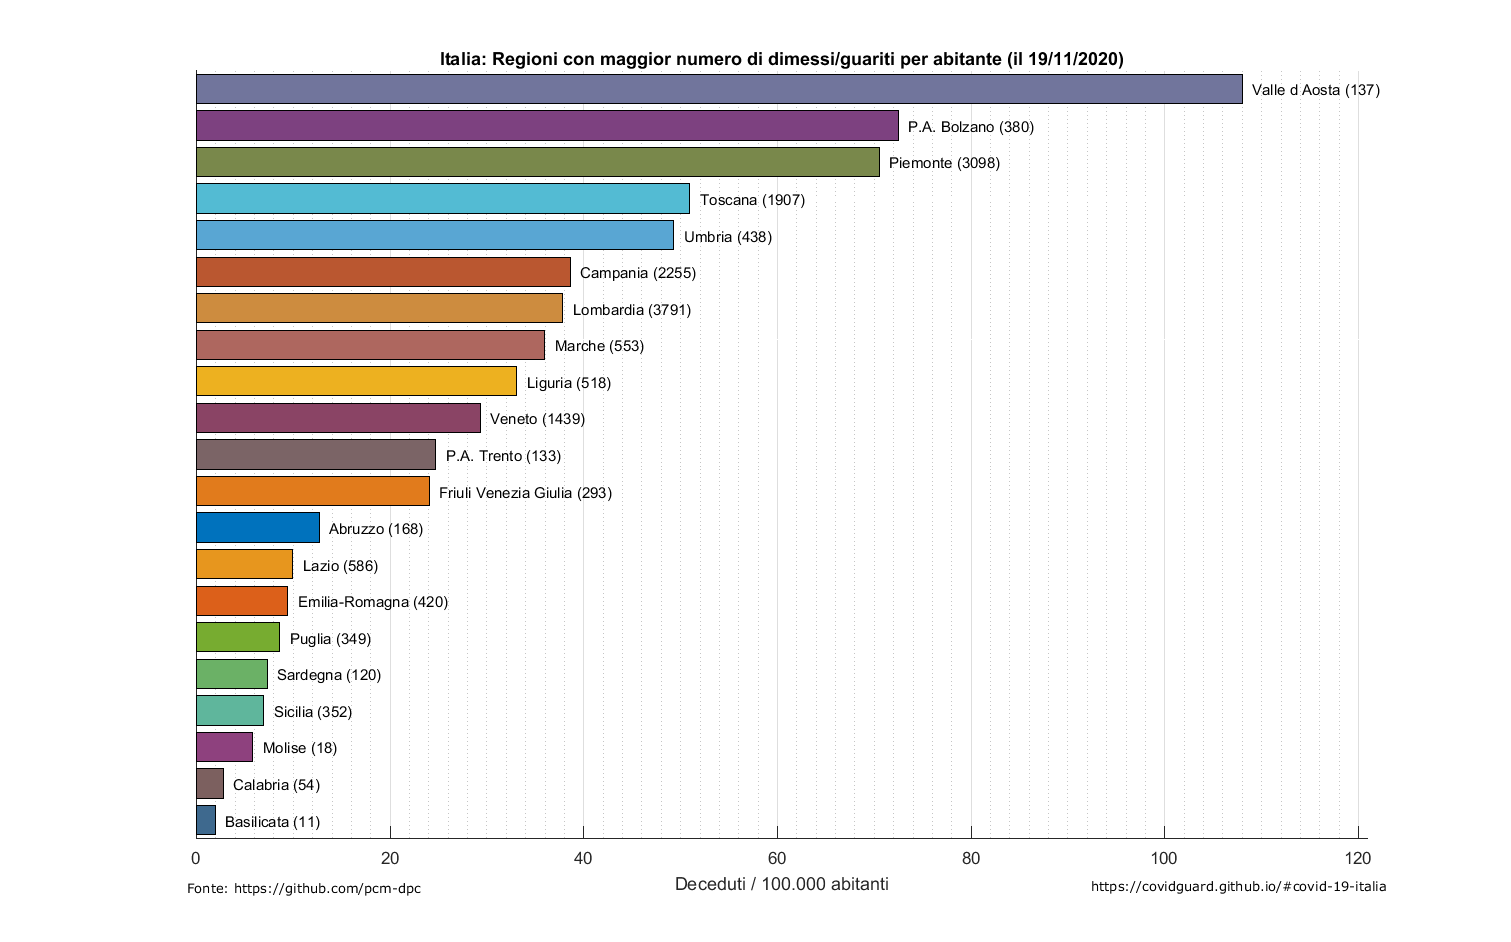 Italia: Regioni con maggior numero di dimessi/guariti per abitante (il 19/11/2020)
Valle d Aosta (137)
P.A. Bolzano (380)
Piemonte (3098)
Toscana (1907)
Umbria (438)
Campania (2255)
Lombardia (3791)
Marche (553)
Liguria (518)
Veneto (1439)
P.A. Trento (133)
Friuli Venezia Giulia (293)
Abruzzo (168)
Lazio (586)
Emilia-Romagna (420)
Puglia (349)
Sardegna (120)
Sicilia (352)
Molise (18)
Calabria (54)
Basilicata (11)
0 20 40 60 80 100 120
Deceduti / 100.000 abitanti
Fonte: https://github.com/pcm-dpc
https://covidguard.github.io/#covid-19-italia